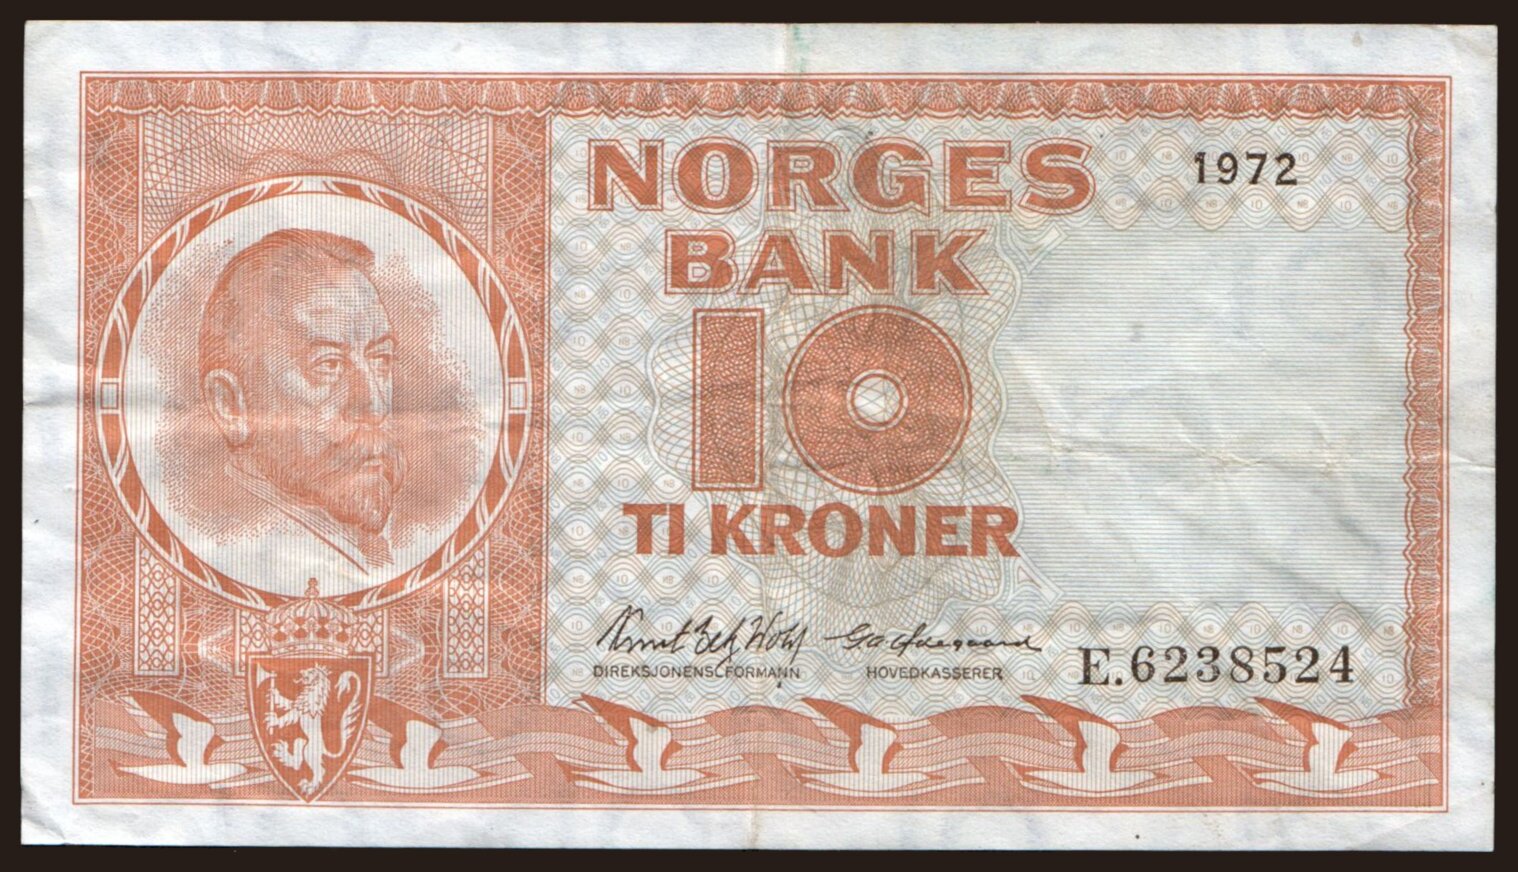 NORGES
1972
BANK
10
TI KRONER
DIREKSJONENS FORMANN
HOVEDKASSERER
E.6238524